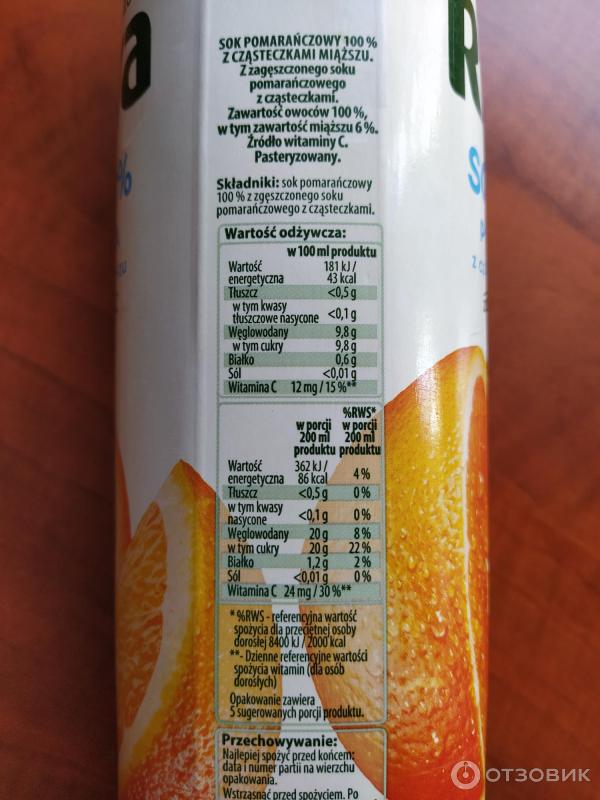 a
R
SOK POMARAŃCZOWY 100 %
Z CZĄSTECZKAMI MIĄŻSZU.
Z zagęszczonego soku
pomarańczowego
z cząsteczkami.
Zawartość owoców 100%,
w tym zawartość miąższu 6%.
Źródło witaminy C.
Pasteryzowany.
%
Składniki: sok pomarańczowy
100 % z zgęszczonego soku
pomarańczowego z cząsteczkami.
Wartość odżywcza:
w 100 ml produktu
Wartość energetyczna 181 kJ / 43 kcal
Tłuszcz <0,5 g
w tym kwasy tłuszczowe nasycone <0,1 g
Węglowodany 9,8 g
w tym cukry 9,8 g
Białko 0,6 g
Sól <0,01 g
Witamina C 12 mg / 15 %**
w porcji 200 ml produktu %RWS* w porcji 200 ml produktu
Wartość energetyczna 362 kJ / 86 kcal 4 %
Tłuszcz <0,5 g 0 %
w tym kwasy nasycone <0,1 g 0 %
Węglowodany 20 g 8 %
w tym cukry 20 g 22 %
Białko 1,2 g 2 %
Sól <0,01 g 0 %
Witamina C 24 mg / 30 %**
* %RWS - referencyjna wartość
spożycia dla przeciętnej osoby
dorosłej 8400 kJ / 2000 kcal
**- Dzienne referencyjne wartości
spożycia witamin (dla osób
dorosłych)
Opakowanie zawiera
5 sugerowanych porcji produktu.
Przechowywanie:
Najlepiej spożyć przed końcem:
data i numer partii na wierzchu
opakowania.
Wstrząsnąć przed spożyciem. Po
ОТЗОВИК